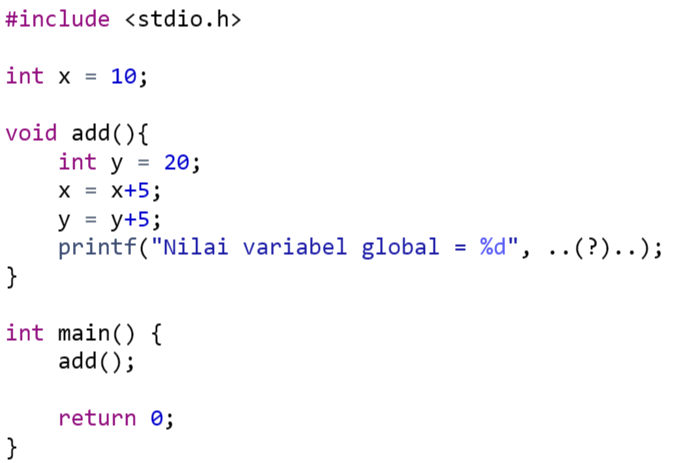 #include <stdio.h>
int x = 10;
void add(){
int y = 20;
x = x+5;
y = y+5;
printf("Nilai variabel global = %d", ..(?)..);
}
int main() {
add();
return 0;
}